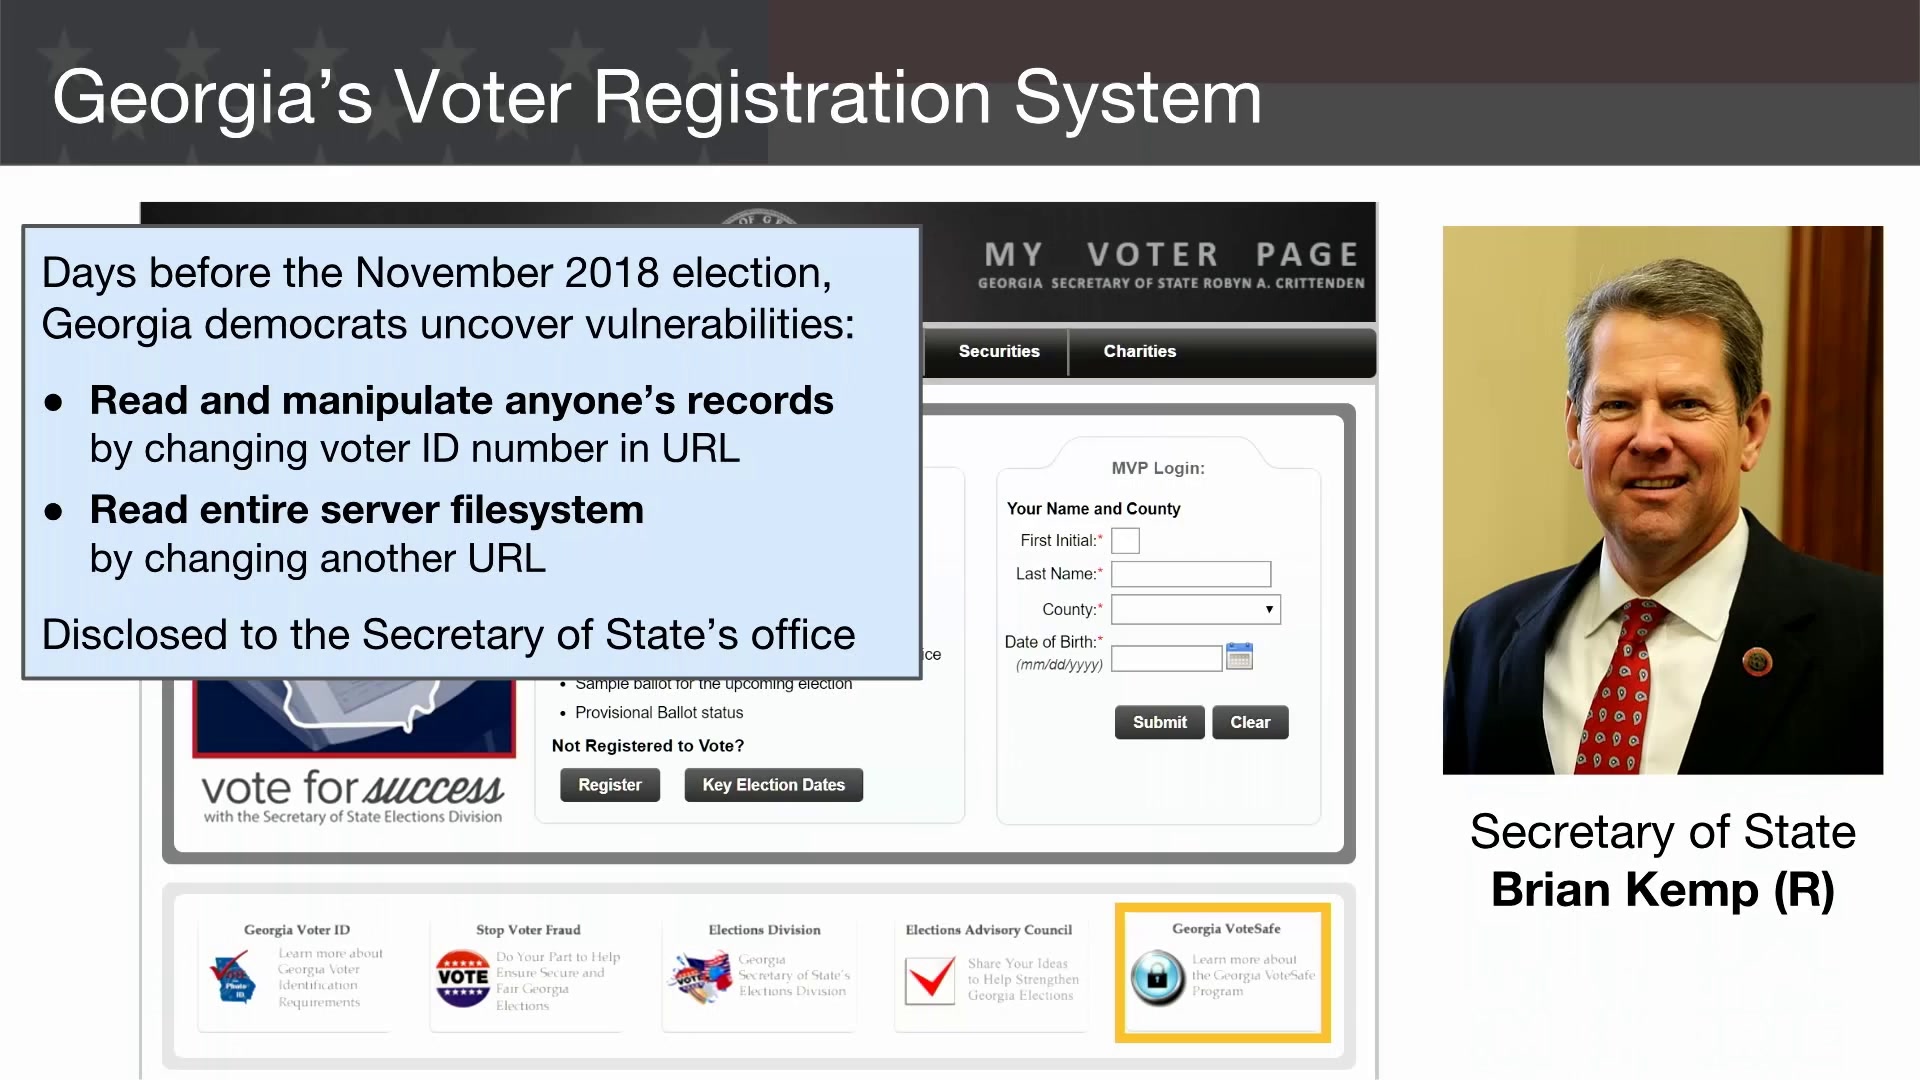 Georgia’s Voter Registration System
Days before the November 2018 election,
Georgia democrats uncover vulnerabilities:
● Read and manipulate anyone’s records
by changing voter ID number in URL
● Read entire server filesystem
by changing another URL
Disclosed to the Secretary of State’s office
OF GE
MY VOTER PAGE
GEORGIA SECRETARY OF STATE ROBYN A. CRITTENDEN
Securities
Charities
ice
• Sample ballot for the upcoming election
• Provisional Ballot status
Not Registered to Vote?
Register
Key Election Dates
vote for success
with the Secretary of State Elections Division
MVP Login:
Your Name and County
First Initial:*
Last Name:*
County:*
Date of Birth:*
(mm/dd/yyyy)
Submit
Clear
Secretary of State
Brian Kemp (R)
Georgia Voter ID
VOTE
Photo
ID
Learn more about
Georgia Voter
Identification
Requirements
Stop Voter Fraud
VOTE
Do Your Part to Help
Ensure Secure and
Fair Georgia
Elections
Elections Division
VOTE
Georgia
Secretary of State's
Elections Division
Elections Advisory Council
Share Your Ideas
to Help Strengthen
Georgia Elections
Georgia VoteSafe
Learn more about
the Georgia VoteSafe
Program